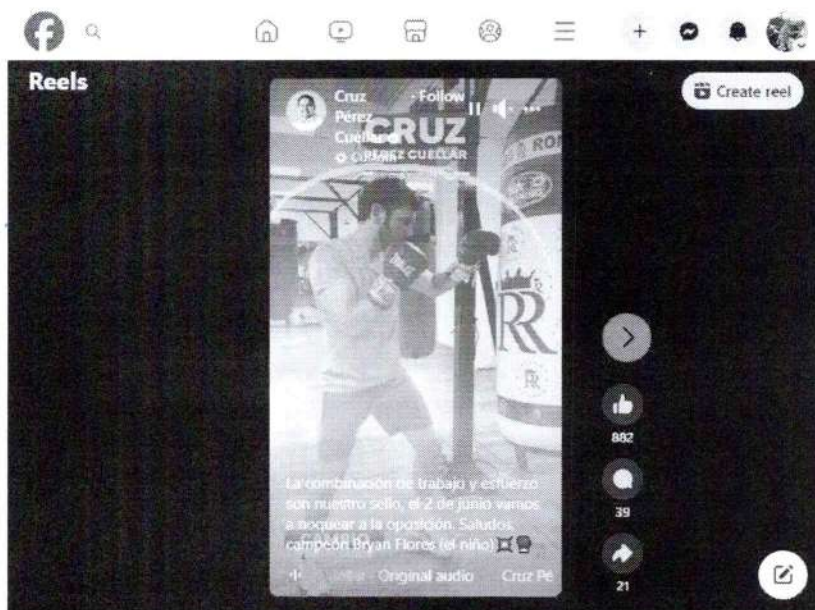 Reels
Create reel
Cruz
Pérez
Cuellar
· Follow
CRUZ
PEREZ CUELLAR
RR
La combinación de trabajo y esfuerzo
son nuestro sello, el 2 de junio vamos
a noquear a la oposición. Saludos,
campeón Bryan Flores (el niño)
Original audio
Cruz Pé
882
39
21